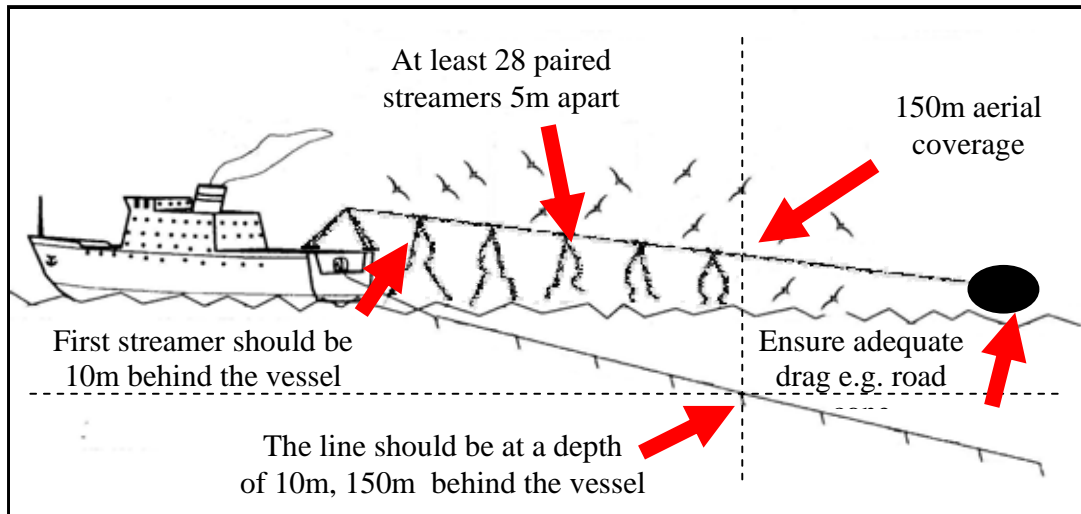 At least 28 paired
streamers 5m apart
150m aerial
coverage
First streamer should be
10m behind the vessel
Ensure adequate
drag e.g. road
The line should be at a depth
of 10m, 150m behind the vessel